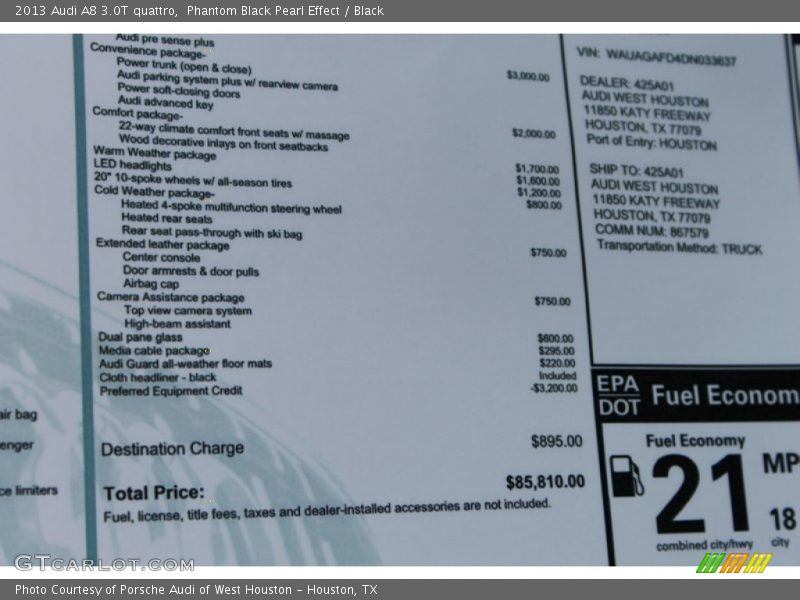 2013 Audi A8 3.0T quattro, Phantom Black Pearl Effect / Black
Audi pre sense plus
Convenience package-
Power trunk (open & close)
Audi parking system plus w/ rearview camera $3,000.00
Power soft-closing doors
Audi advanced key
Comfort package-
22-way climate comfort front seats w/ massage $2,000.00
Wood decorative inlays on front seatbacks
Warm Weather package $1,700.00
LED headlights $1,600.00
20" 10-spoke wheels w/ all-season tires $1,200.00
Cold Weather package- $800.00
Heated 4-spoke multifunction steering wheel
Heated rear seats
Rear seat pass-through with ski bag
Extended leather package $750.00
Center console
Door armrests & door pulls
Airbag cap
Camera Assistance package $750.00
Top view camera system
High-beam assistant
Dual pane glass $600.00
Media cable package $295.00
Audi Guard all-weather floor mats $220.00
Cloth headliner - black Included
Preferred Equipment Credit -$3,200.00
Destination Charge $895.00
Total Price: $85,810.00
Fuel, license, title fees, taxes and dealer-installed accessories are not included.
air bag
enger
ce limiters
VIN: WAUAGAFD4DN033637
DEALER: 425A01
AUDI WEST HOUSTON
11850 KATY FREEWAY
HOUSTON, TX 77079
Port of Entry: HOUSTON
SHIP TO: 425A01
AUDI WEST HOUSTON
11850 KATY FREEWAY
HOUSTON, TX 77079
COMM NUM: 867579
Transportation Method: TRUCK
EPA
DOT
Fuel Econom
Fuel Economy
21 MP
18
combined city/hwy city
GTCARLOT.COM
Photo Courtesy of Porsche Audi of West Houston - Houston, TX